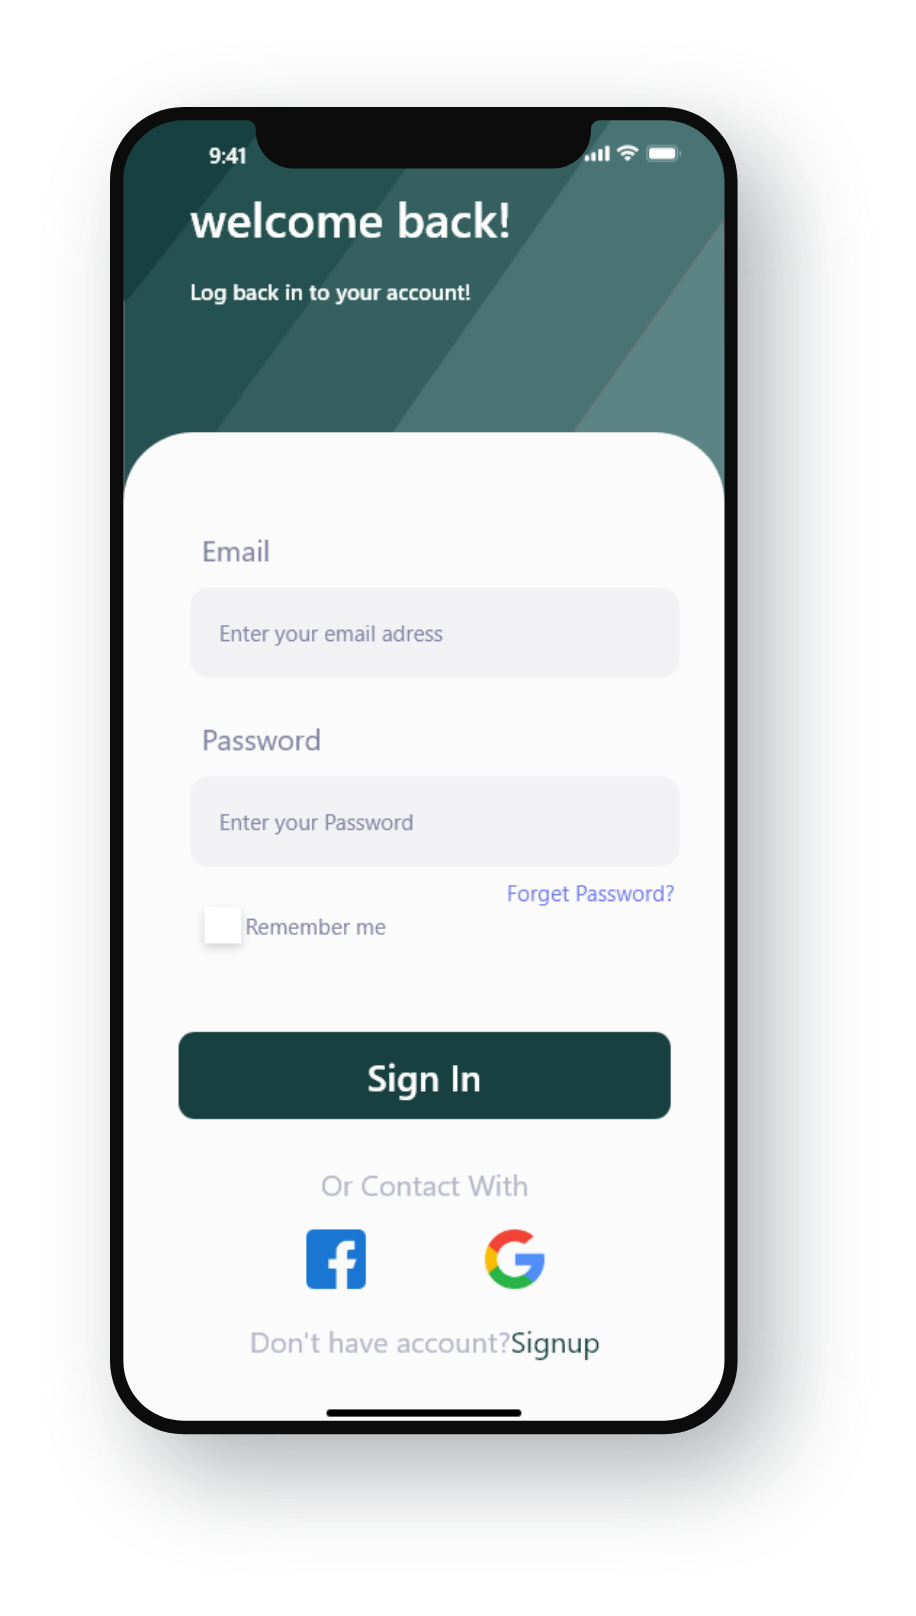 9:41
welcome back!
Log back in to your account!
Email
Enter your email adress
Password
Enter your Password
Forget Password?
Remember me
Sign In
Or Contact With
Don't have account?Signup